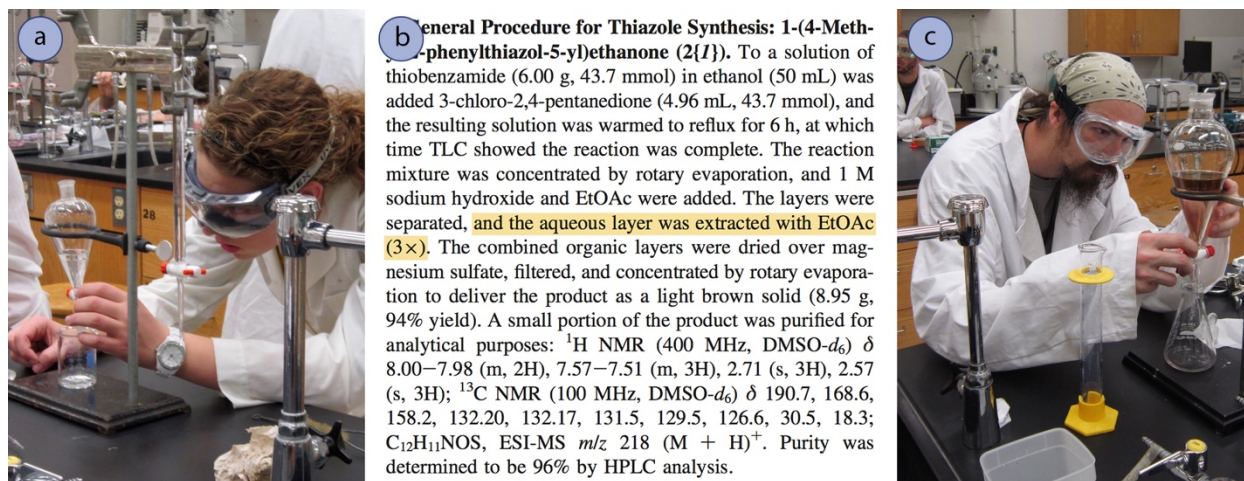 a
28
b
eneral Procedure for Thiazole Synthesis: 1-(4-Meth-
-phenylthiazol-5-yl)ethanone (2{1}). To a solution of
thiobenzamide (6.00 g, 43.7 mmol) in ethanol (50 mL) was
added 3-chloro-2,4-pentanedione (4.96 mL, 43.7 mmol), and
the resulting solution was warmed to reflux for 6 h, at which
time TLC showed the reaction was complete. The reaction
mixture was concentrated by rotary evaporation, and 1 M
sodium hydroxide and EtOAc were added. The layers were
separated, and the aqueous layer was extracted with EtOAc
(3×). The combined organic layers were dried over mag-
nesium sulfate, filtered, and concentrated by rotary evapora-
tion to deliver the product as a light brown solid (8.95 g,
94% yield). A small portion of the product was purified for
analytical purposes: ¹H NMR (400 MHz, DMSO-d₆) δ
8.00−7.98 (m, 2H), 7.57−7.51 (m, 3H), 2.71 (s, 3H), 2.57
(s, 3H); ¹³C NMR (100 MHz, DMSO-d₆) δ 190.7, 168.6,
158.2, 132.20, 132.17, 131.5, 129.5, 126.6, 30.5, 18.3;
C₁₂H₁₁NOS, ESI-MS m/z 218 (M + H)⁺. Purity was
determined to be 96% by HPLC analysis.
c